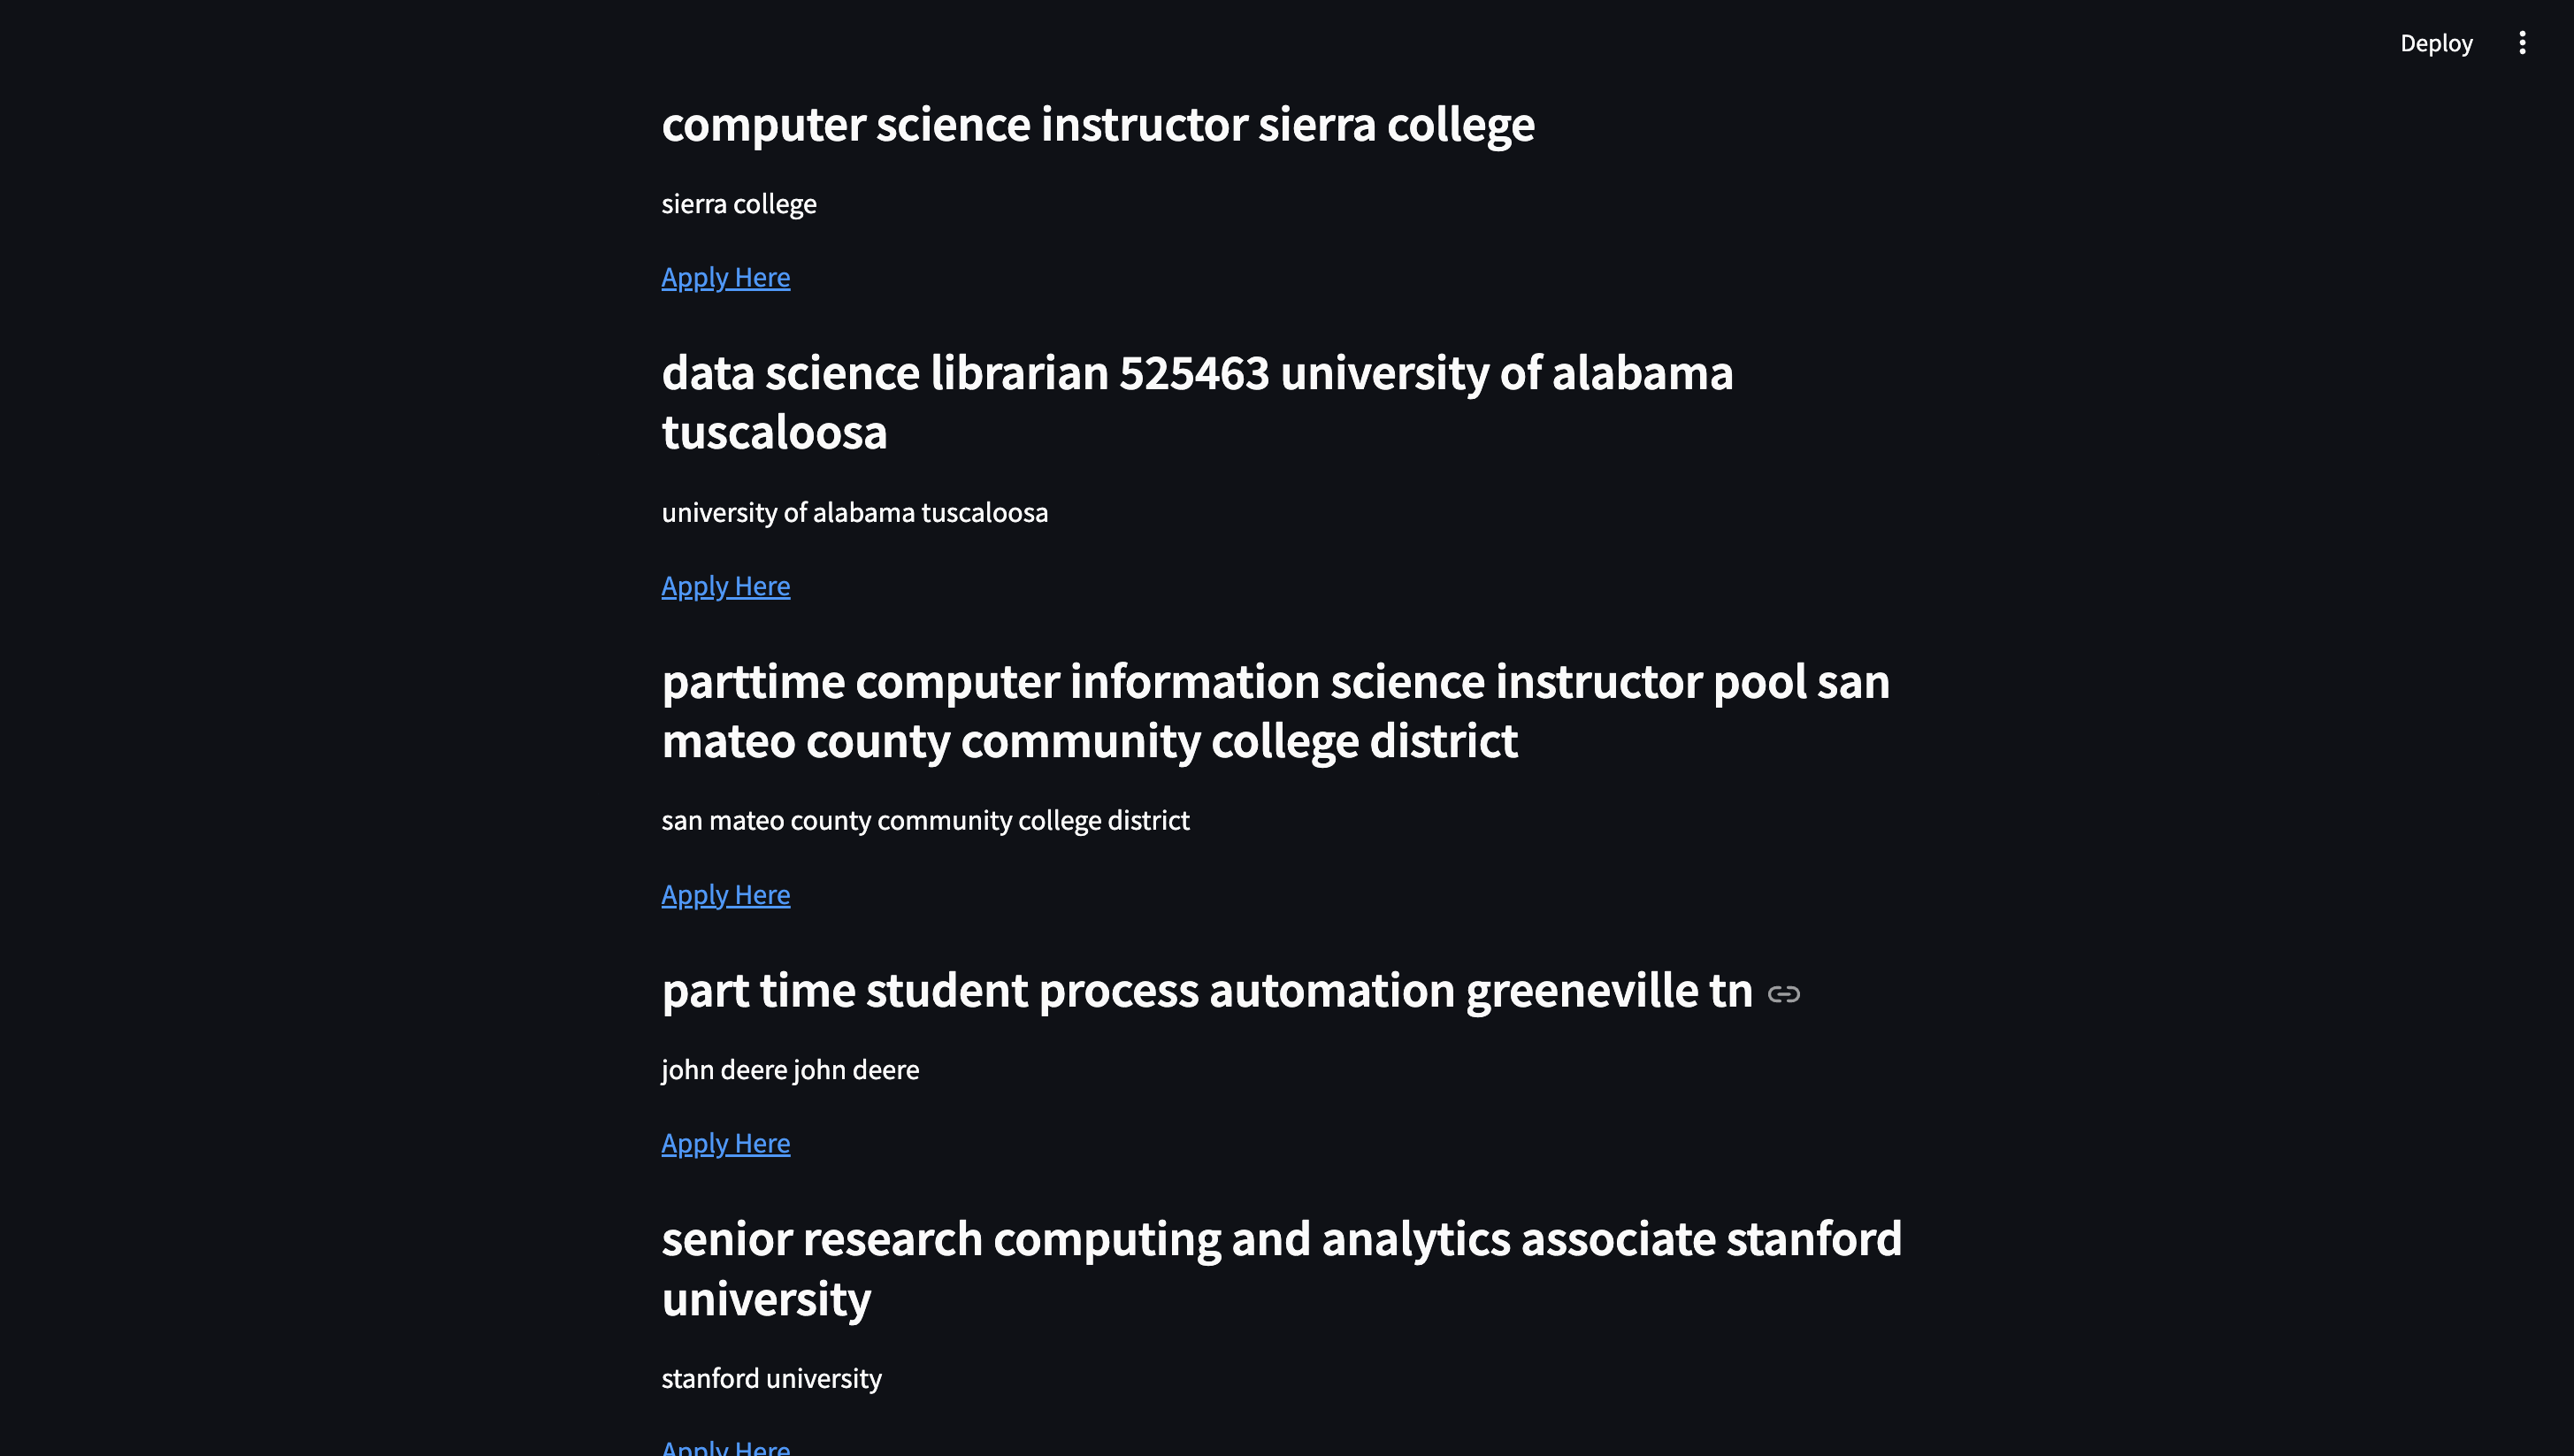 Deploy
computer science instructor sierra college
sierra college
Apply Here
data science librarian 525463 university of alabama
tuscaloosa
university of alabama tuscaloosa
Apply Here
parttime computer information science instructor pool san
mateo county community college district
san mateo county community college district
Apply Here
part time student process automation greeneville tn
john deere john deere
Apply Here
senior research computing and analytics associate stanford
university
stanford university
Apply Here